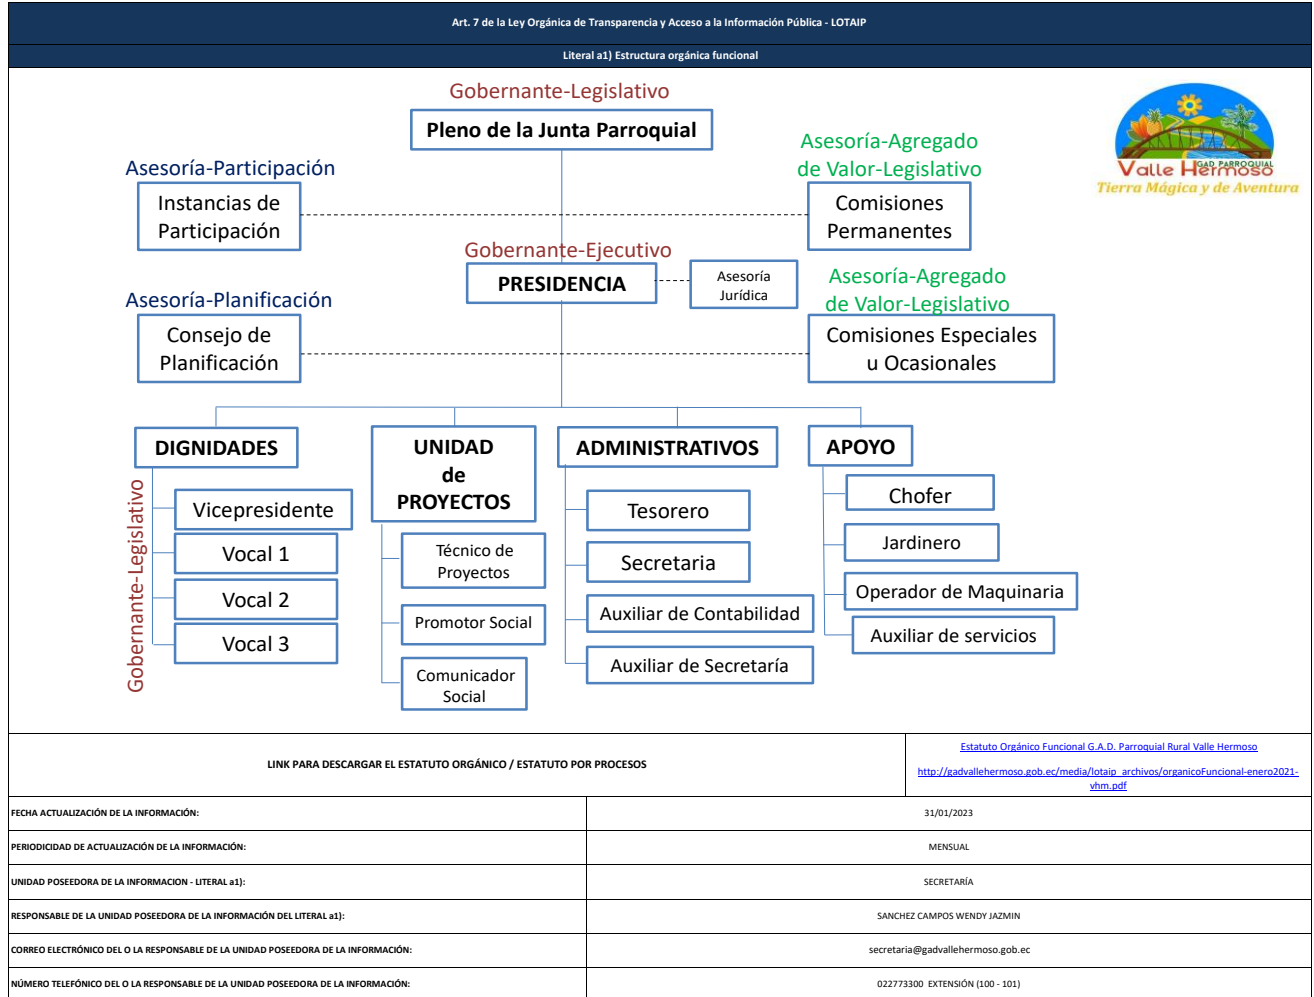 Art. 7 de la Ley Orgánica de Transparencia y Acceso a la Información Pública - LOTAIP
Literal a1) Estructura orgánica funcional
Gobernante-Legislativo
Pleno de la Junta Parroquial
GAD PARROQUIAL
Valle Hermoso
Tierra Mágica y de Aventura
Asesoría-Participación
Instancias de
Participación
Asesoría-Agregado
de Valor-Legislativo
Comisiones
Permanentes
Gobernante-Ejecutivo
PRESIDENCIA
Asesoría
Jurídica
Asesoría-Planificación
Consejo de
Planificación
Asesoría-Agregado
de Valor-Legislativo
Comisiones Especiales
u Ocasionales
DIGNIDADES
Gobernante-Legislativo
Vicepresidente
Vocal 1
Vocal 2
Vocal 3
UNIDAD
de
PROYECTOS
Técnico de
Proyectos
Promotor Social
Comunicador
Social
ADMINISTRATIVOS
Tesorero
Secretaria
Auxiliar de Contabilidad
Auxiliar de Secretaría
APOYO
Chofer
Jardinero
Operador de Maquinaria
Auxiliar de servicios
LINK PARA DESCARGAR EL ESTATUTO ORGÁNICO / ESTATUTO POR PROCESOS
Estatuto Orgánico Funcional G.A.D. Parroquial Rural Valle Hermoso
http://gadvallehermoso.gob.ec/media/lotaip_archivos/organicoFuncional-enero2021-
vhm.pdf
FECHA ACTUALIZACIÓN DE LA INFORMACIÓN: 31/01/2023
PERIODICIDAD DE ACTUALIZACIÓN DE LA INFORMACIÓN: MENSUAL
UNIDAD POSEEDORA DE LA INFORMACION - LITERAL a1): SECRETARÍA
RESPONSABLE DE LA UNIDAD POSEEDORA DE LA INFORMACIÓN DEL LITERAL a1): SANCHEZ CAMPOS WENDY JAZMIN
CORREO ELECTRÓNICO DEL O LA RESPONSABLE DE LA UNIDAD POSEEDORA DE LA INFORMACIÓN: secretaria@gadvallehermoso.gob.ec
NÚMERO TELEFÓNICO DEL O LA RESPONSABLE DE LA UNIDAD POSEEDORA DE LA INFORMACIÓN: 022773300 EXTENSIÓN (100 - 101)